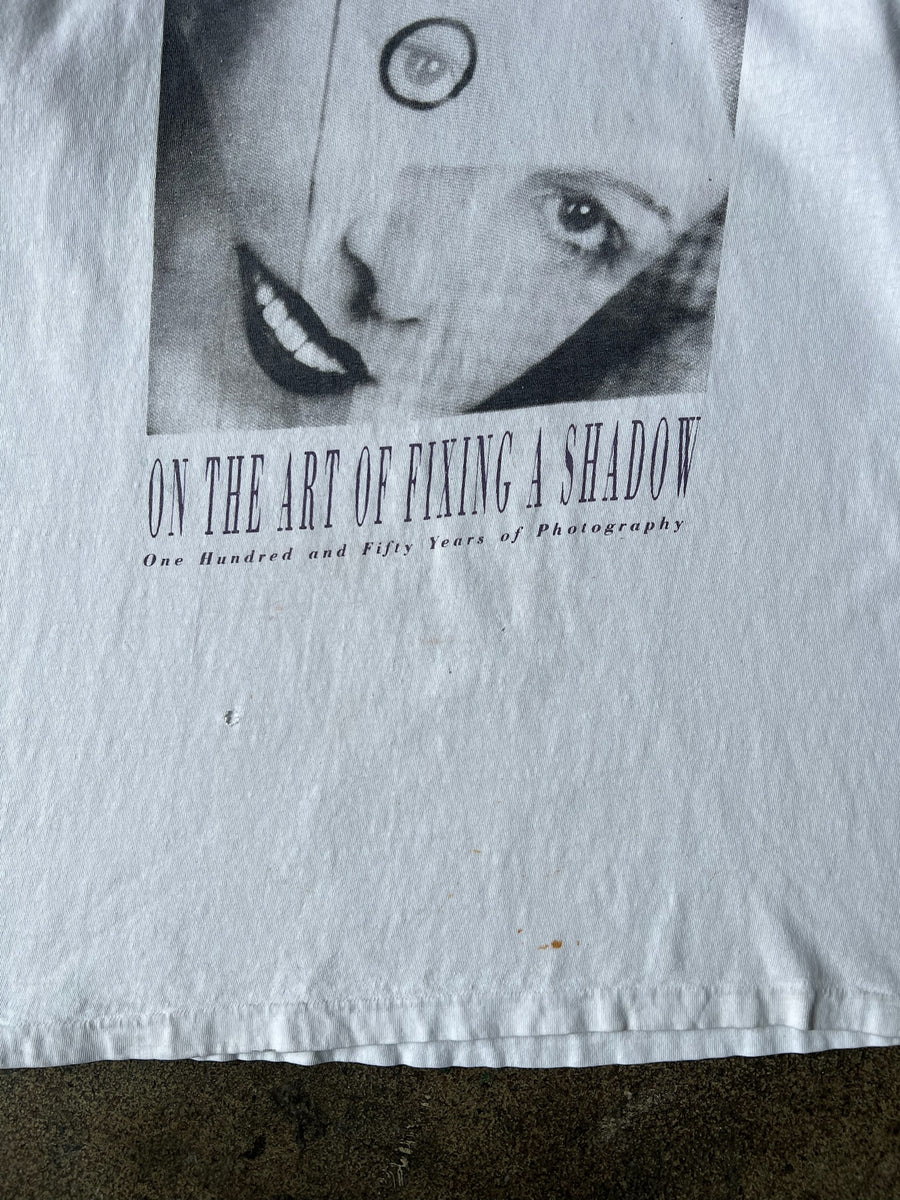 ON THE ART OF FIXING A SHADOW
One Hundred and Fifty Years of Photography